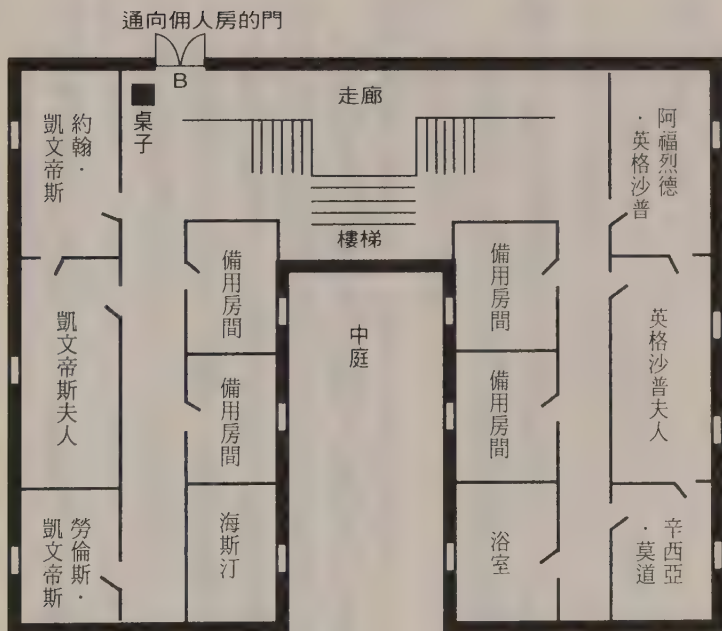 通向佣人房的門
B
桌子
走廊
約翰・
凱文帝斯
阿福烈德
・英格沙普
樓梯
備用房間
備用房間
中庭
凱文帝斯夫人
英格沙普夫人
備用房間
備用房間
勞倫斯・
凱文帝斯
海斯汀
浴室
辛西亞
・莫道